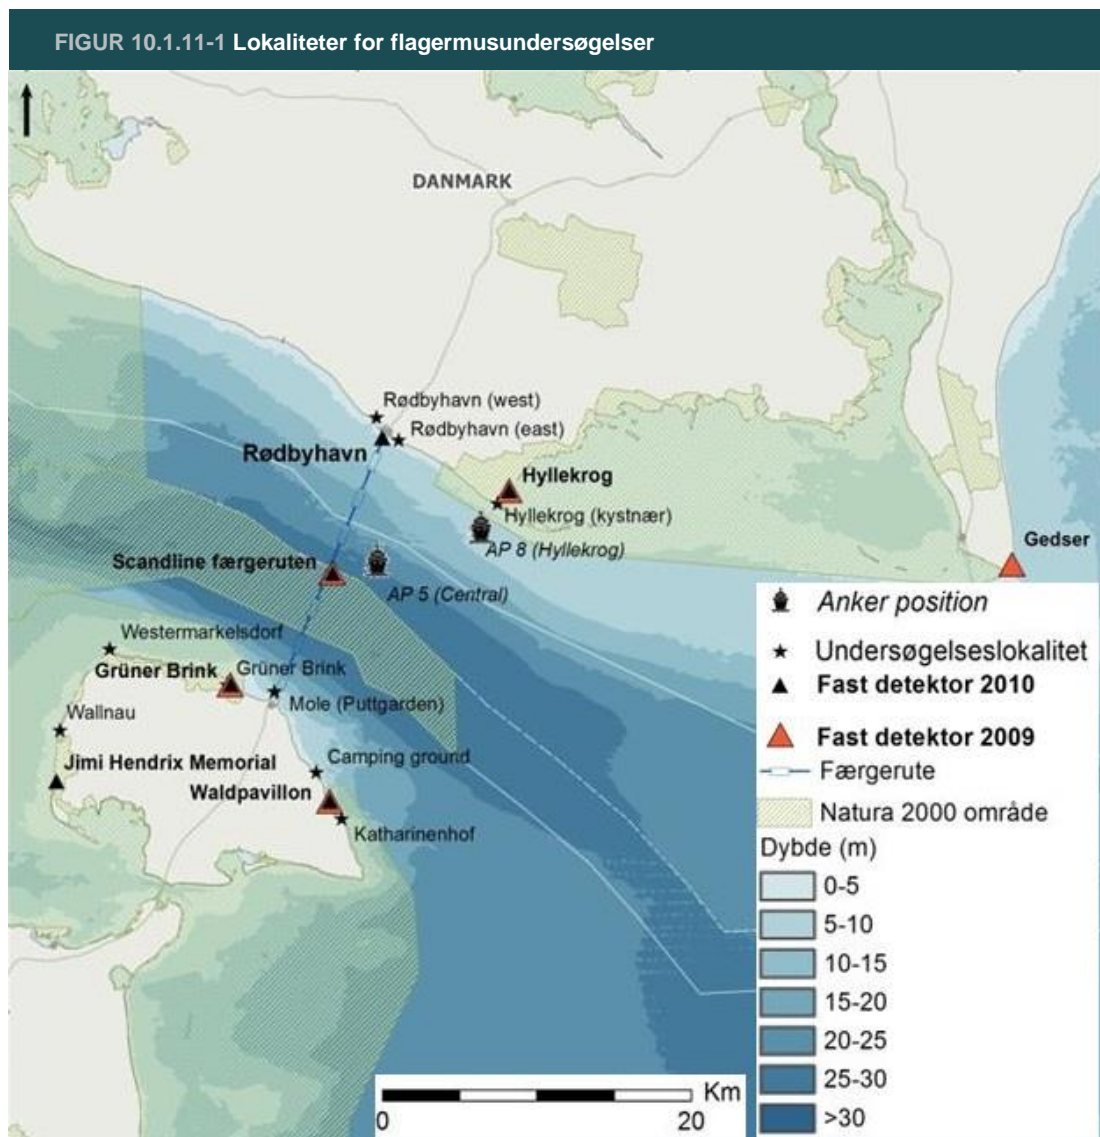 FIGUR 10.1.11-1 Lokaliteter for flagermusundersøgelser
DANMARK
Rødbyhavn (west)
Rødbyhavn (east)
Rødbyhavn
Hyllekrog
Hyllekrog (kystnær)
AP 8 (Hyllekrog)
Gedser
Scandline færgeruten
AP 5 (Central)
Westermarkelsdorf
Grüner Brink
Grüner Brink
Mole (Puttgarden)
Wallnau
Jimi Hendrix Memorial
Camping ground
Waldpavillon
Katharinenhof
Anker position
Undersøgelseslokalitet
Fast detektor 2010
Fast detektor 2009
Færgerute
Natura 2000 område
Dybde (m)
0-5
5-10
10-15
15-20
20-25
25-30
>30
Km
0 20